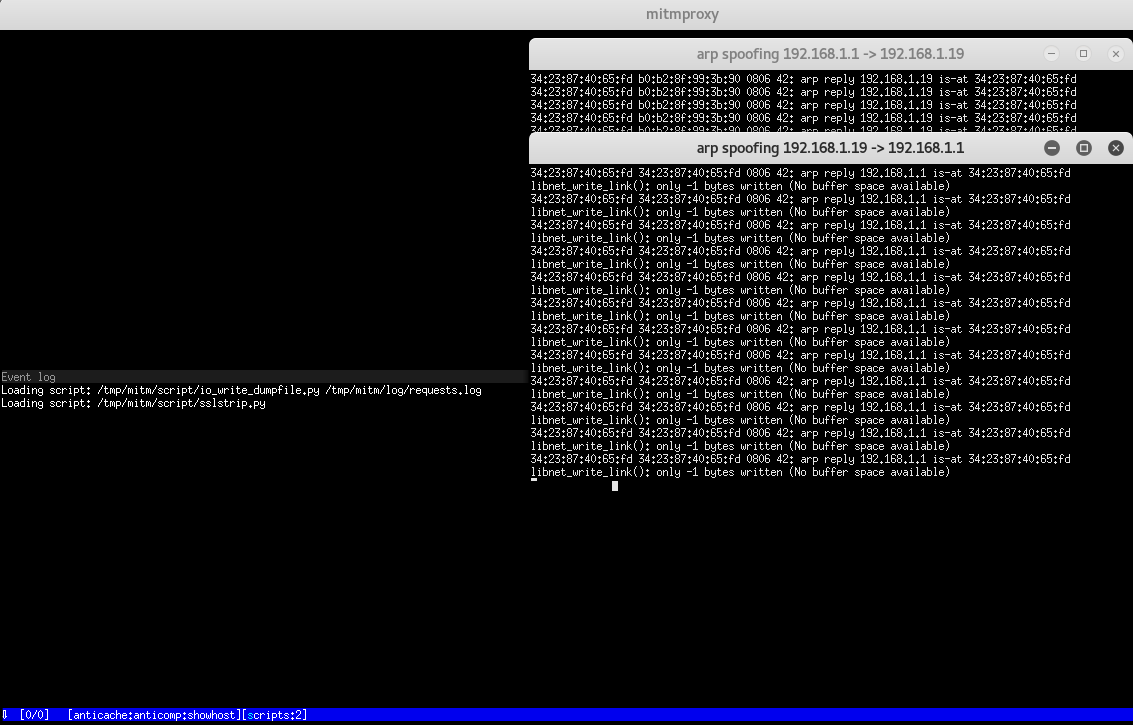 mitmproxy
arp spoofing 192.168.1.1 -> 192.168.1.19
34:23:87:40:65:fd b0:b2:8f:99:3b:90 0806 42: arp reply 192.168.1.19 is-at 34:23:87:40:65:fd
34:23:87:40:65:fd b0:b2:8f:99:3b:90 0806 42: arp reply 192.168.1.19 is-at 34:23:87:40:65:fd
34:23:87:40:65:fd b0:b2:8f:99:3b:90 0806 42: arp reply 192.168.1.19 is-at 34:23:87:40:65:fd
34:23:87:40:65:fd b0:b2:8f:99:3b:90 0806 42: arp reply 192.168.1.19 is-at 34:23:87:40:65:fd
34:23:87:40:65:fd b0:b2:8f:99:3b:90 0806 42: arp reply 192.168.1.19 is-at 34:23:87:40:65:fd
arp spoofing 192.168.1.19 -> 192.168.1.1
34:23:87:40:65:fd 34:23:87:40:65:fd 0806 42: arp reply 192.168.1.1 is-at 34:23:87:40:65:fd
libnet_write_link(): only -1 bytes written (No buffer space available)
34:23:87:40:65:fd 34:23:87:40:65:fd 0806 42: arp reply 192.168.1.1 is-at 34:23:87:40:65:fd
libnet_write_link(): only -1 bytes written (No buffer space available)
34:23:87:40:65:fd 34:23:87:40:65:fd 0806 42: arp reply 192.168.1.1 is-at 34:23:87:40:65:fd
libnet_write_link(): only -1 bytes written (No buffer space available)
34:23:87:40:65:fd 34:23:87:40:65:fd 0806 42: arp reply 192.168.1.1 is-at 34:23:87:40:65:fd
libnet_write_link(): only -1 bytes written (No buffer space available)
34:23:87:40:65:fd 34:23:87:40:65:fd 0806 42: arp reply 192.168.1.1 is-at 34:23:87:40:65:fd
libnet_write_link(): only -1 bytes written (No buffer space available)
34:23:87:40:65:fd 34:23:87:40:65:fd 0806 42: arp reply 192.168.1.1 is-at 34:23:87:40:65:fd
libnet_write_link(): only -1 bytes written (No buffer space available)
34:23:87:40:65:fd 34:23:87:40:65:fd 0806 42: arp reply 192.168.1.1 is-at 34:23:87:40:65:fd
libnet_write_link(): only -1 bytes written (No buffer space available)
34:23:87:40:65:fd 34:23:87:40:65:fd 0806 42: arp reply 192.168.1.1 is-at 34:23:87:40:65:fd
libnet_write_link(): only -1 bytes written (No buffer space available)
34:23:87:40:65:fd 34:23:87:40:65:fd 0806 42: arp reply 192.168.1.1 is-at 34:23:87:40:65:fd
libnet_write_link(): only -1 bytes written (No buffer space available)
34:23:87:40:65:fd 34:23:87:40:65:fd 0806 42: arp reply 192.168.1.1 is-at 34:23:87:40:65:fd
libnet_write_link(): only -1 bytes written (No buffer space available)
34:23:87:40:65:fd 34:23:87:40:65:fd 0806 42: arp reply 192.168.1.1 is-at 34:23:87:40:65:fd
libnet_write_link(): only -1 bytes written (No buffer space available)
34:23:87:40:65:fd 34:23:87:40:65:fd 0806 42: arp reply 192.168.1.1 is-at 34:23:87:40:65:fd
libnet_write_link(): only -1 bytes written (No buffer space available)
Event log
Loading script: /tmp/mitm/script/io_write_dumpfile.py /tmp/mitm/log/requests.log
Loading script: /tmp/mitm/script/sslstrip.py
⇩ [0/0] [anticache:anticomp:showhost][scripts:2]